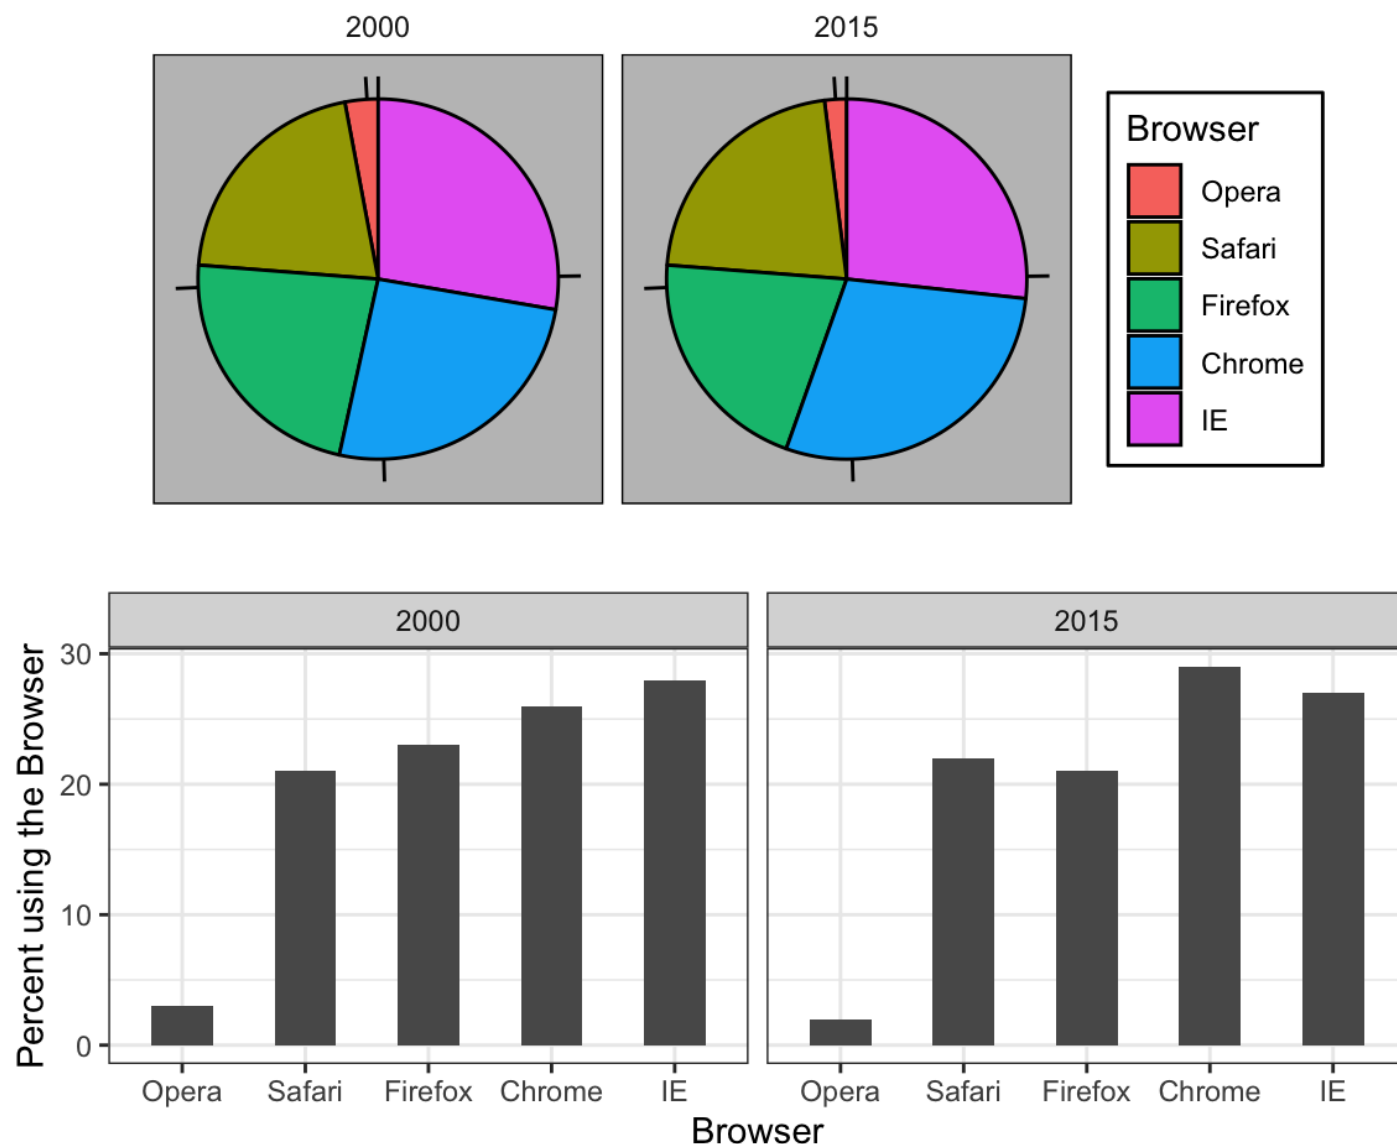 2000
2015
Browser
Opera
Safari
Firefox
Chrome
IE
2000
2015
Percent using the Browser
30
20
10
0
Opera Safari Firefox Chrome IE
Opera Safari Firefox Chrome IE
Browser